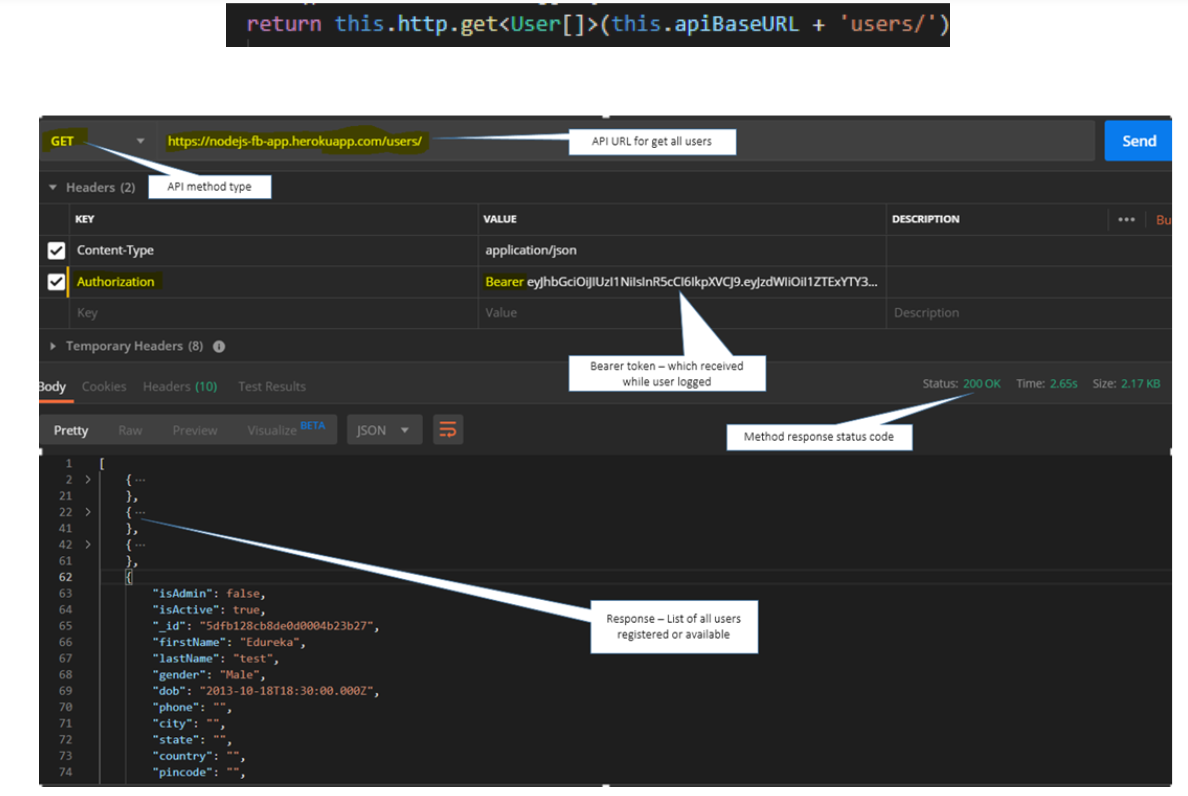 return this.http.get<User[]>(this.apiBaseURL + 'users/')
GET https://nodejs-fb-app.herokuapp.com/users/ API URL for get all users Send
Headers (2) API method type
KEY VALUE DESCRIPTION ••• Bu
Content-Type application/json
Authorization Bearer eyJhbGciOiJIUzI1NiIsInR5cCI6IkpXVCJ9.eyJzdWIiOiI1ZTExYTY3...
Key Value Description
Temporary Headers (8)
Bearer token – which received
while user logged
Body Cookies Headers (10) Test Results Status: 200 OK Time: 2.65s Size: 2.17 KB
Pretty Raw Preview Visualize BETA JSON
Method response status code
1 [
2 > { ...
21 },
22 > { ...
41 },
42 > { ...
61 },
62 {
63 "isAdmin": false,
64 "isActive": true,
65 "_id": "5dfb128cb8de0d0004b23b27",
66 "firstName": "Edureka",
67 "lastName": "test",
68 "gender": "Male",
69 "dob": "2013-10-18T18:30:00.000Z",
70 "phone": "",
71 "city": "",
72 "state": "",
73 "country": "",
74 "pincode": "",
Response – List of all users
registered or available